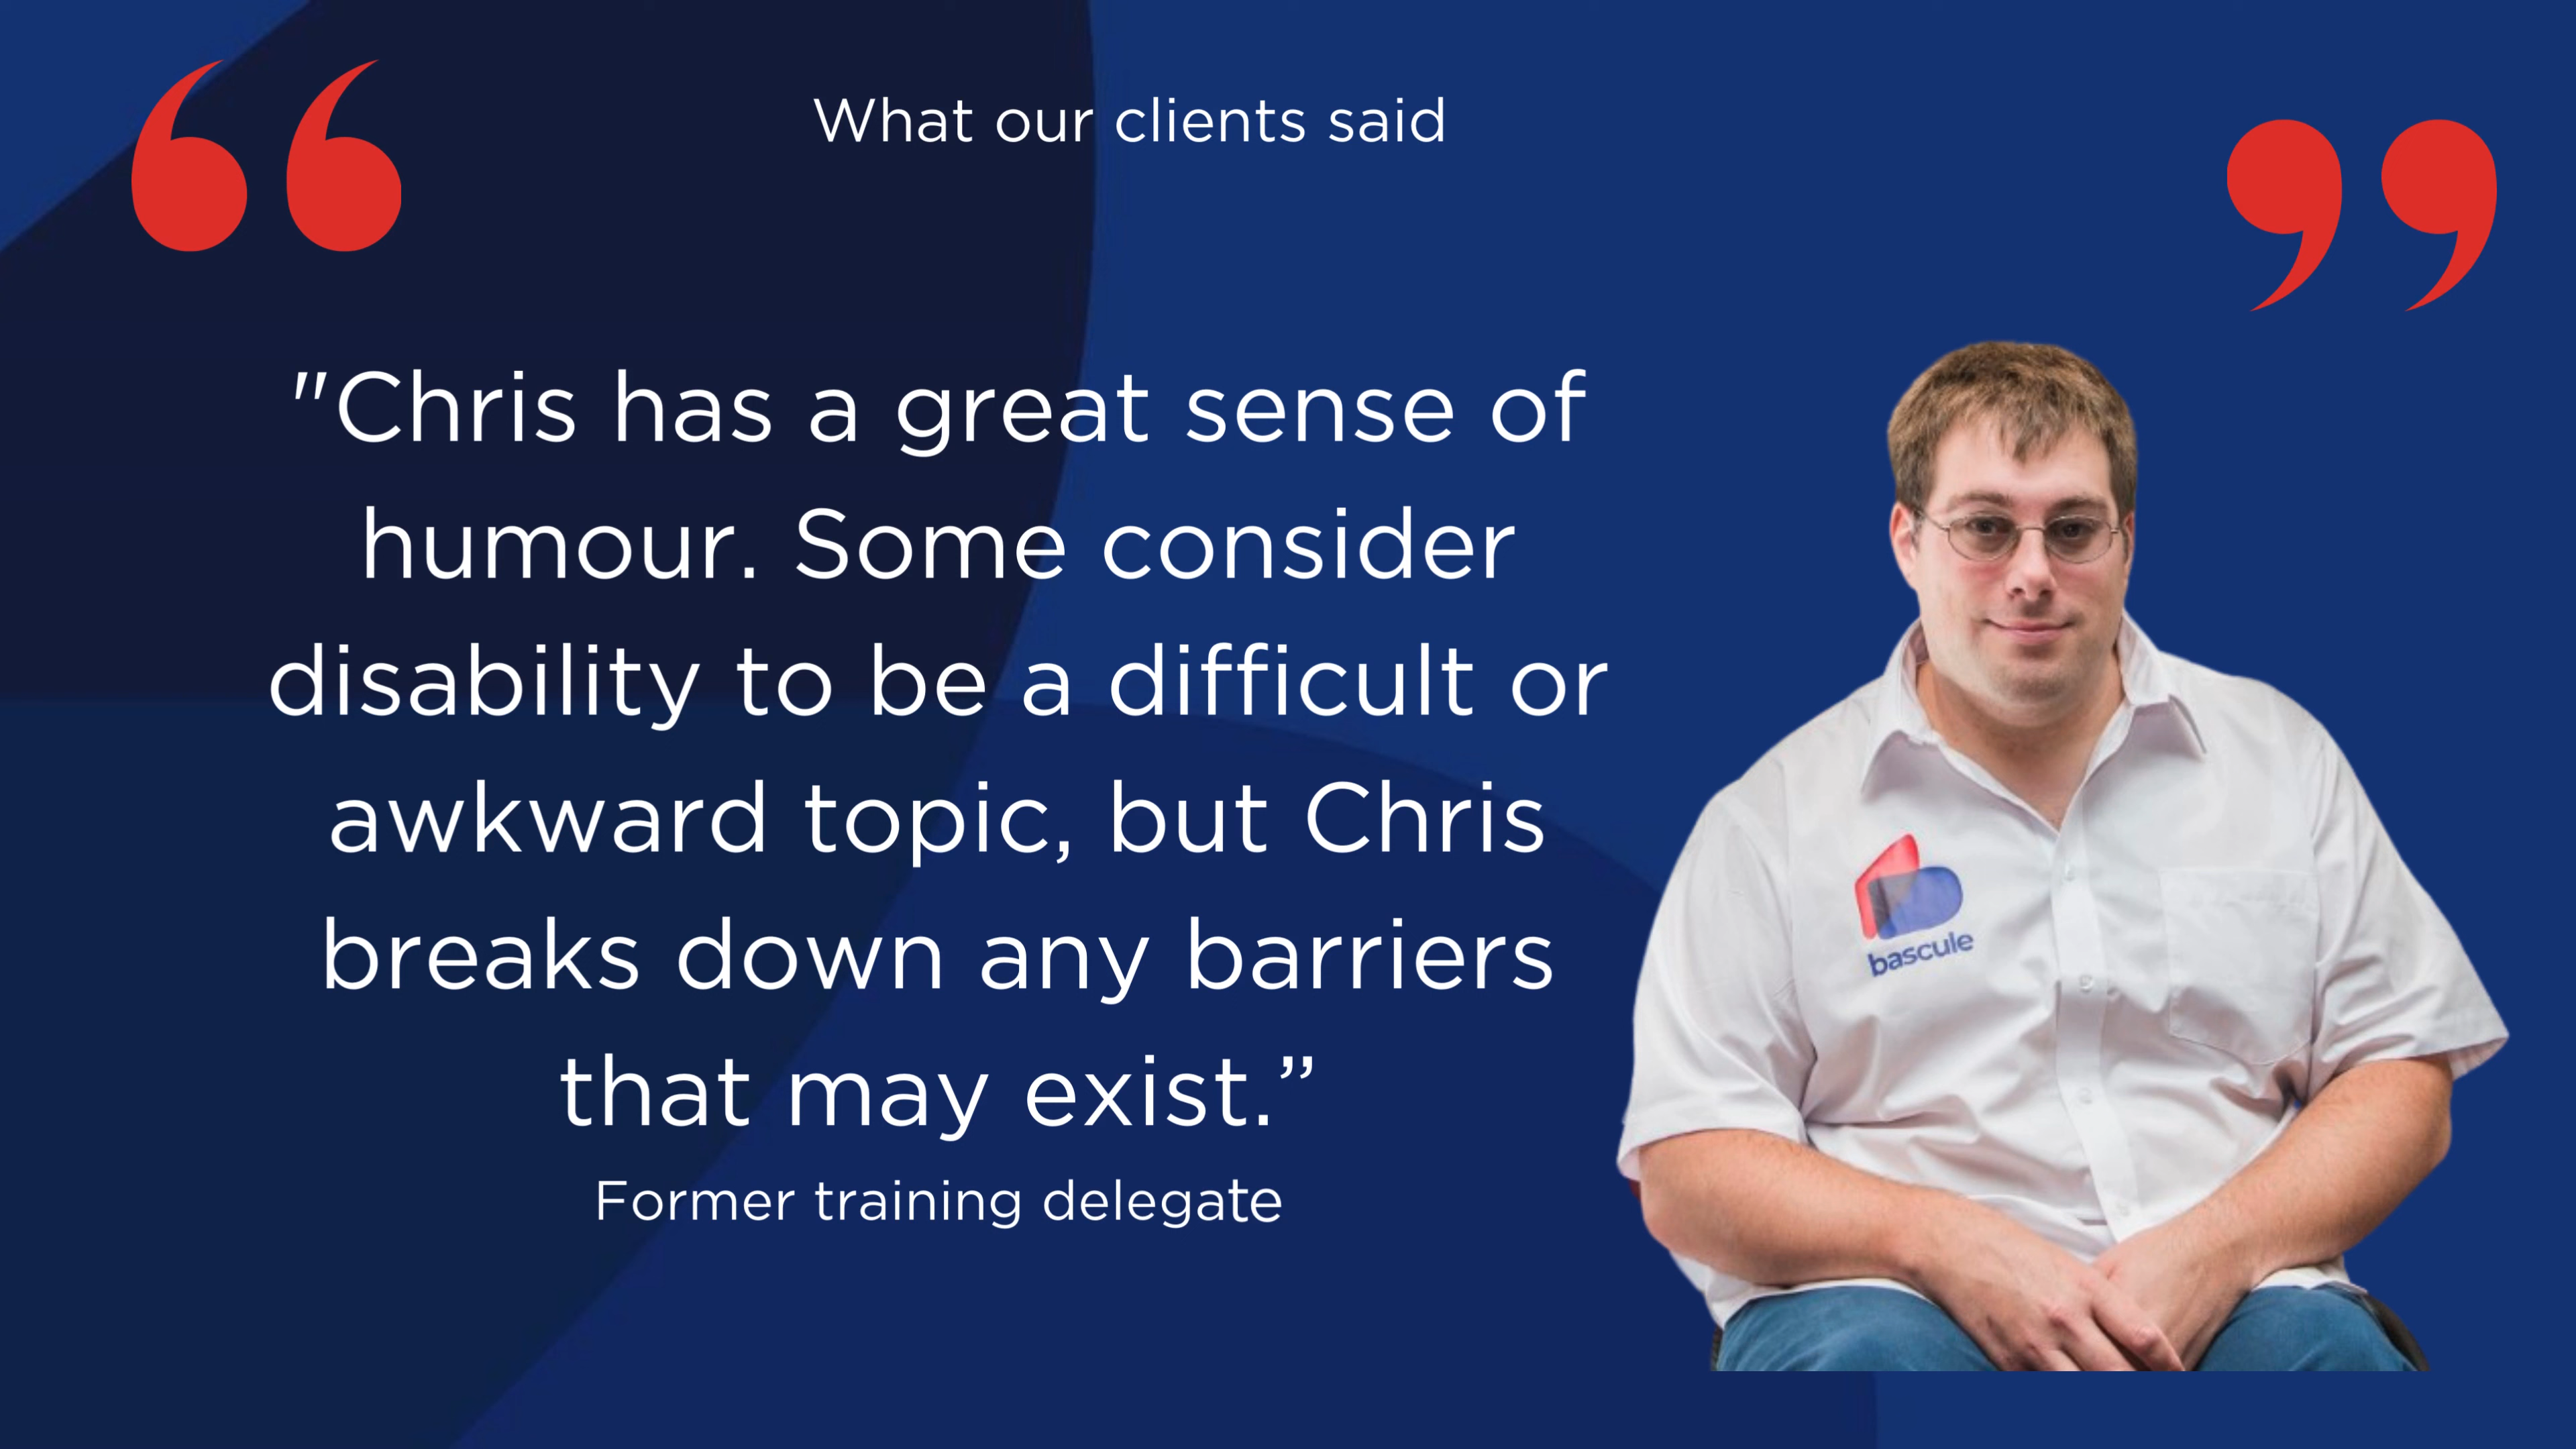 What our clients said
"Chris has a great sense of
humour. Some consider
disability to be a difficult or
awkward topic, but Chris
breaks down any barriers
that may exist.”
Former training delegate
bascule